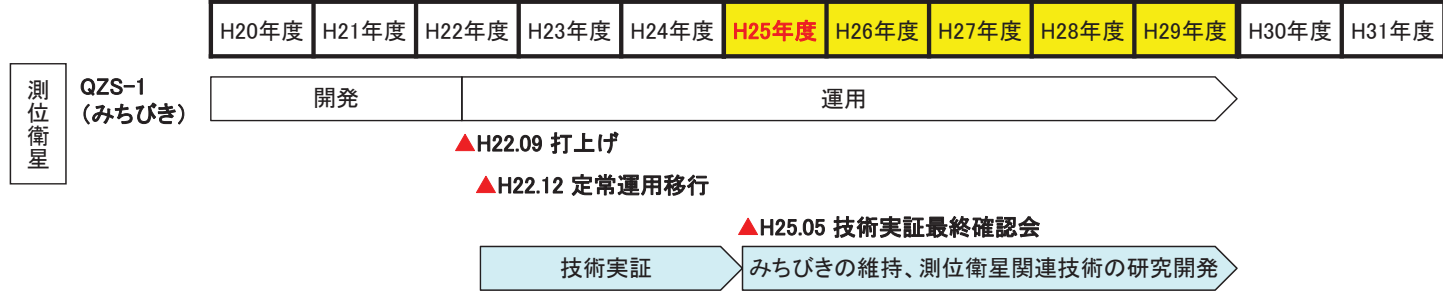 H20年度 H21年度 H22年度 H23年度 H24年度 H25年度 H26年度 H27年度 H28年度 H29年度 H30年度 H31年度
測位衛星
QZS-1
(みちびき)
開発 運用
▲H22.09 打上げ
▲H22.12 定常運用移行
▲H25.05 技術実証最終確認会
技術実証 みちびきの維持、測位衛星関連技術の研究開発